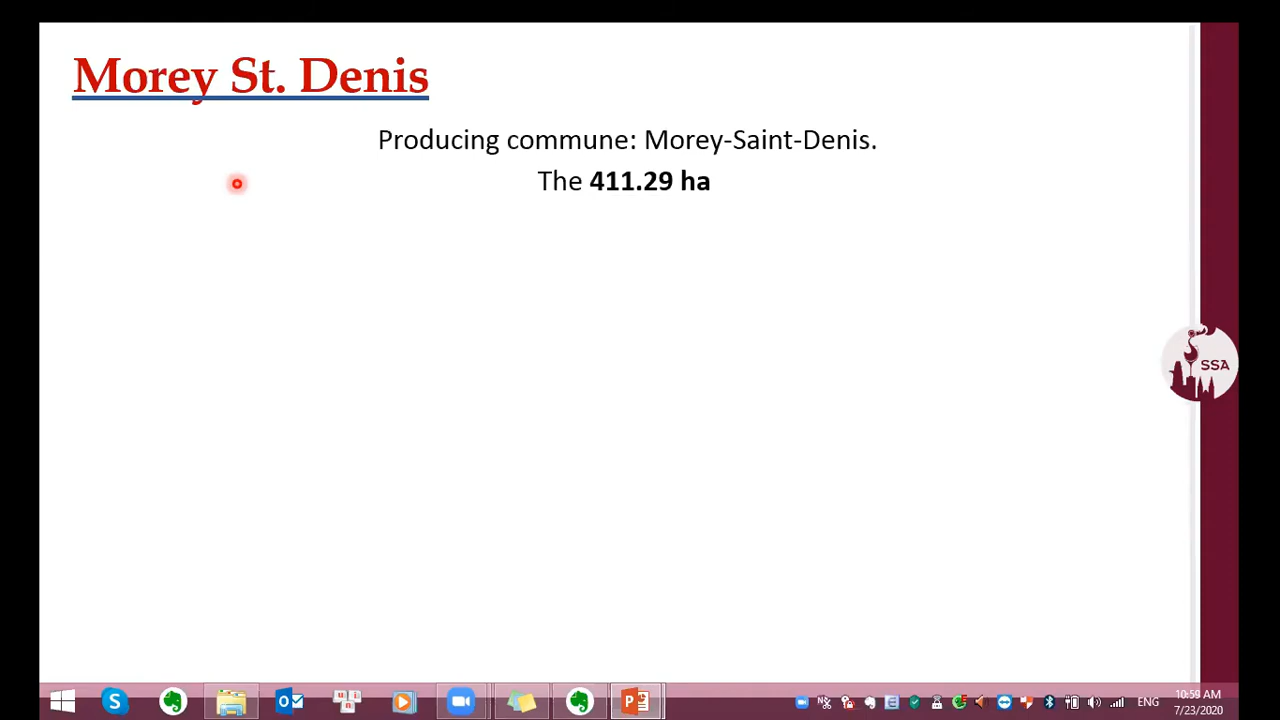 Morey St. Denis
Producing commune: Morey-Saint-Denis.
The 411.29 ha
SSA
ENG
10:59 AM
7/23/2020